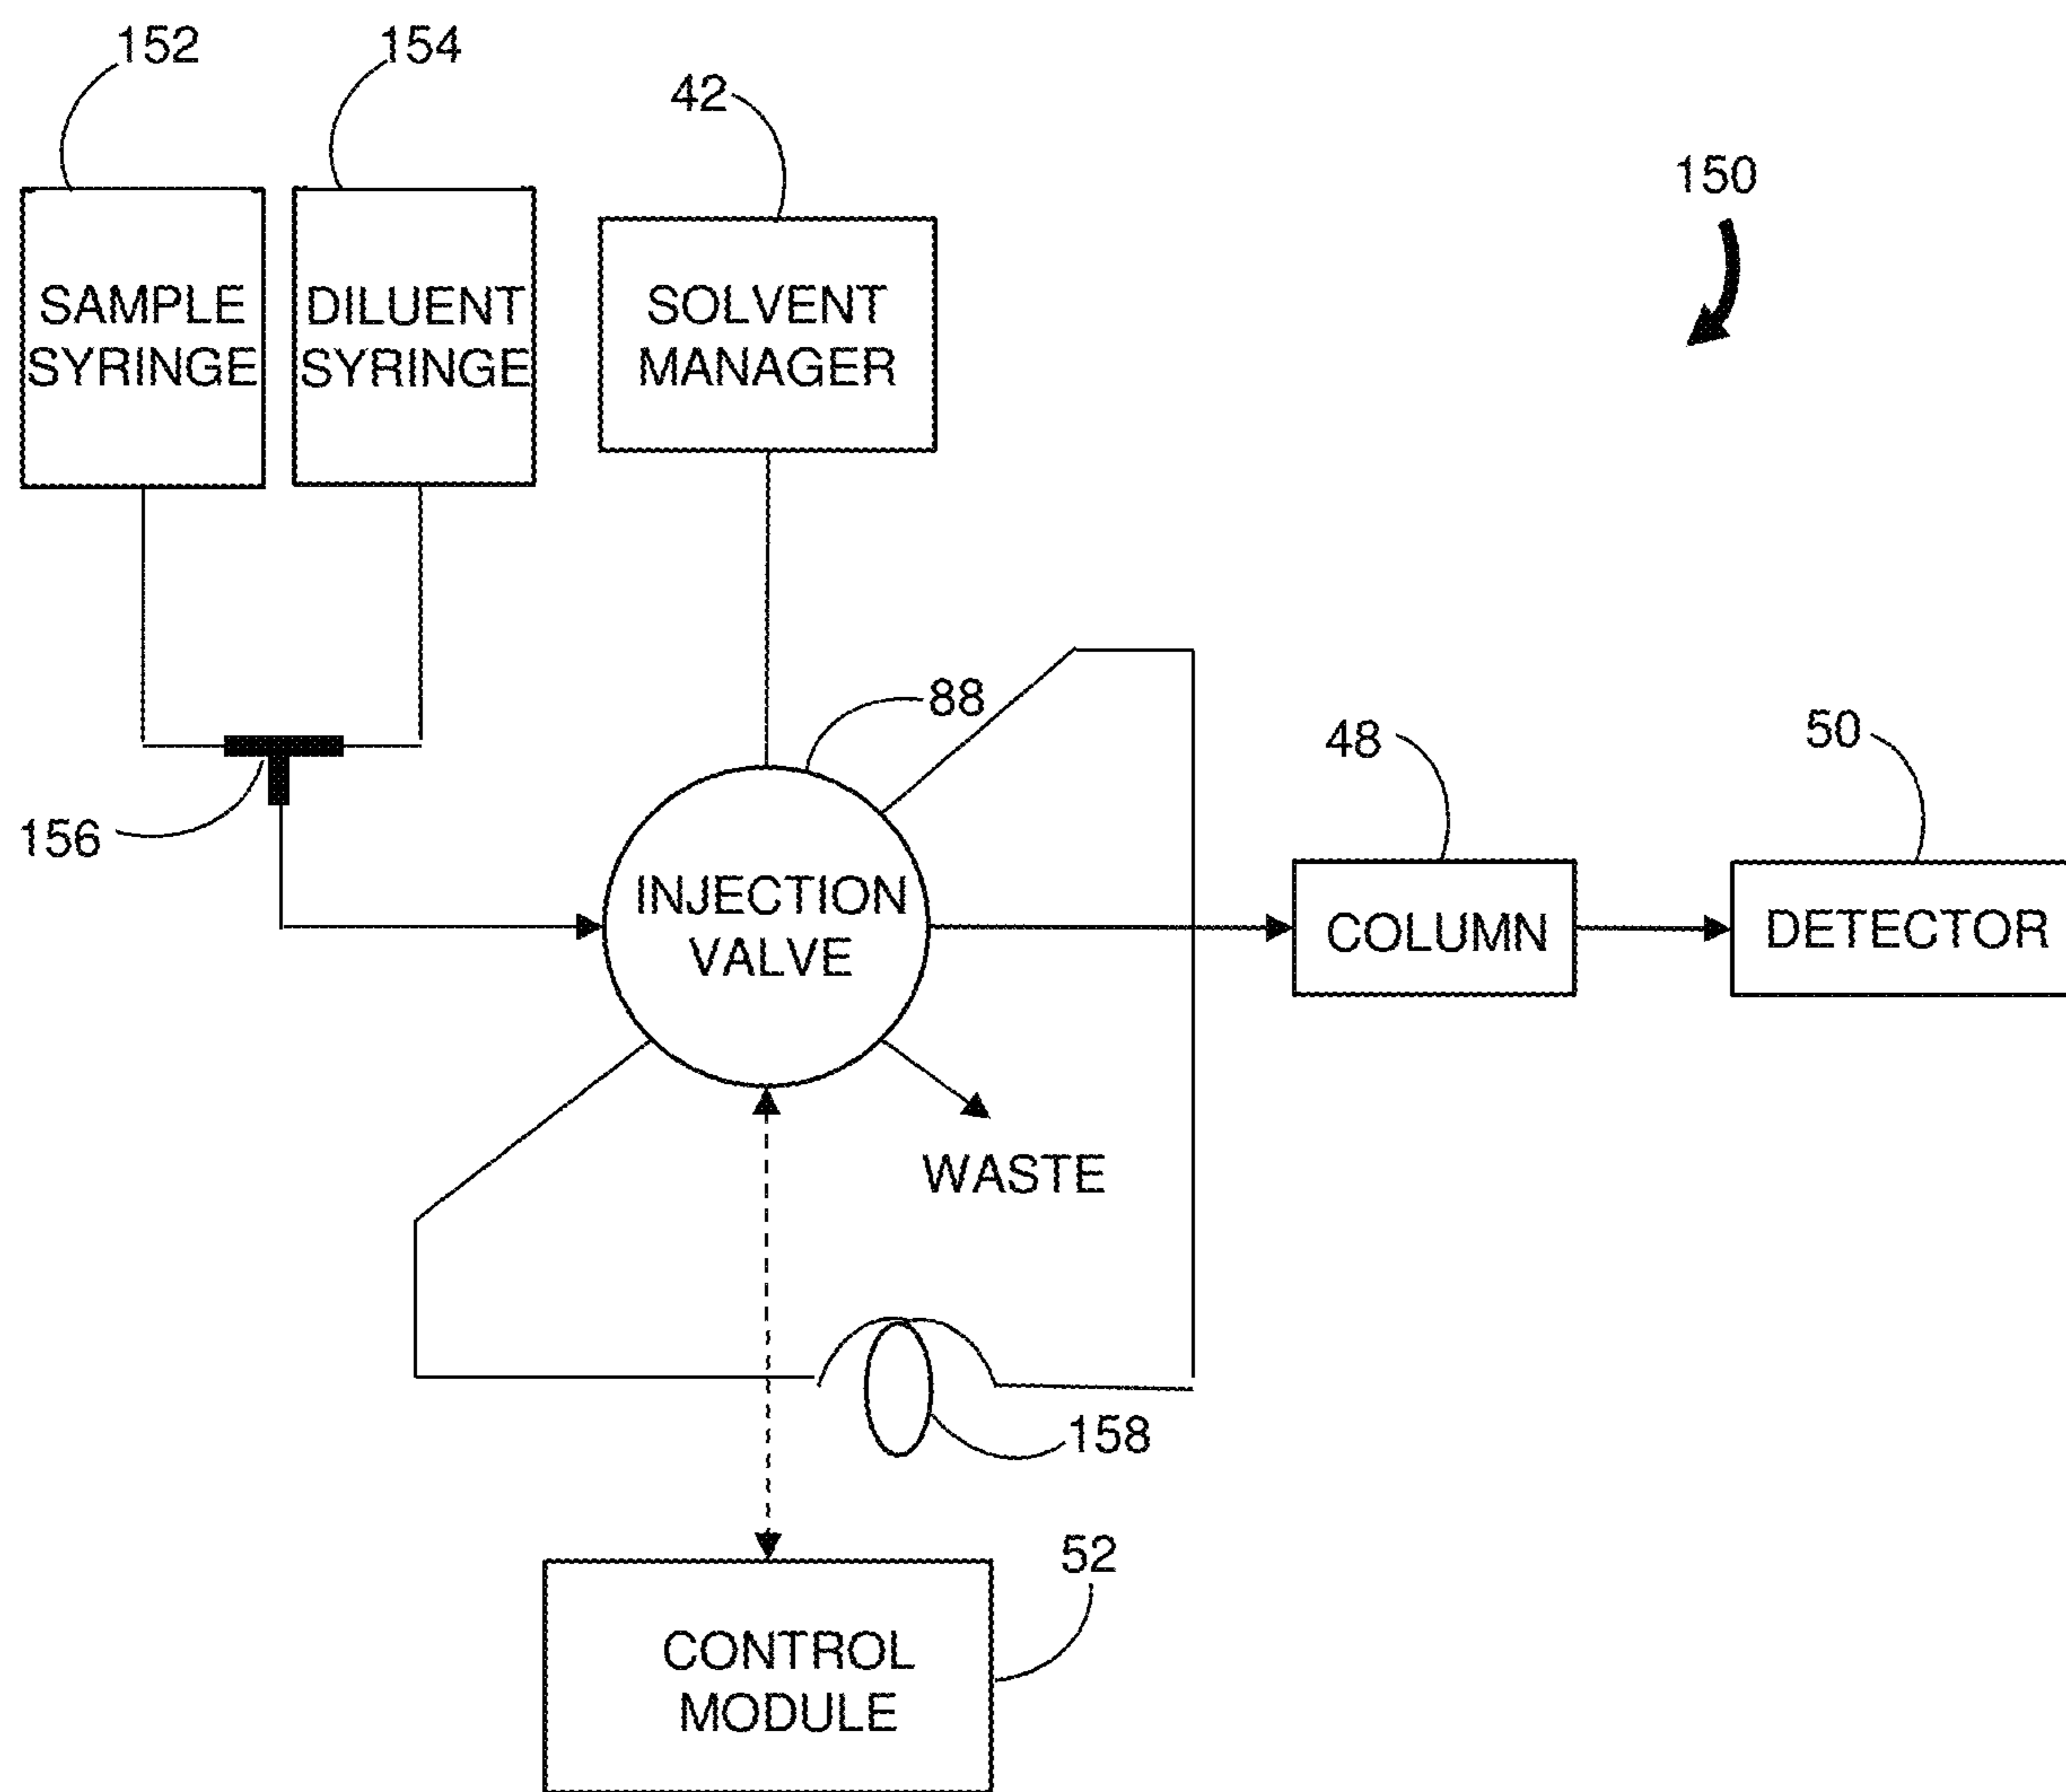 152
154
42
150
SAMPLE
SYRINGE
DILUENT
SYRINGE
SOLVENT
MANAGER
88
48
50
156
INJECTION
VALVE
COLUMN
DETECTOR
WASTE
158
52
CONTROL
MODULE